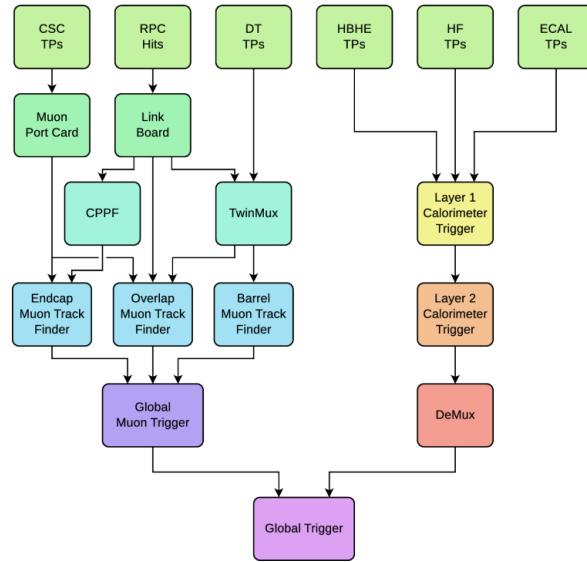 CSC
TPs
RPC
Hits
DT
TPs
HBHE
TPs
HF
TPs
ECAL
TPs
Muon
Port Card
Link
Board
CPPF
TwinMux
Layer 1
Calorimeter
Trigger
Endcap
Muon Track
Finder
Overlap
Muon Track
Finder
Barrel
Muon Track
Finder
Layer 2
Calorimeter
Trigger
Global
Muon Trigger
DeMux
Global Trigger